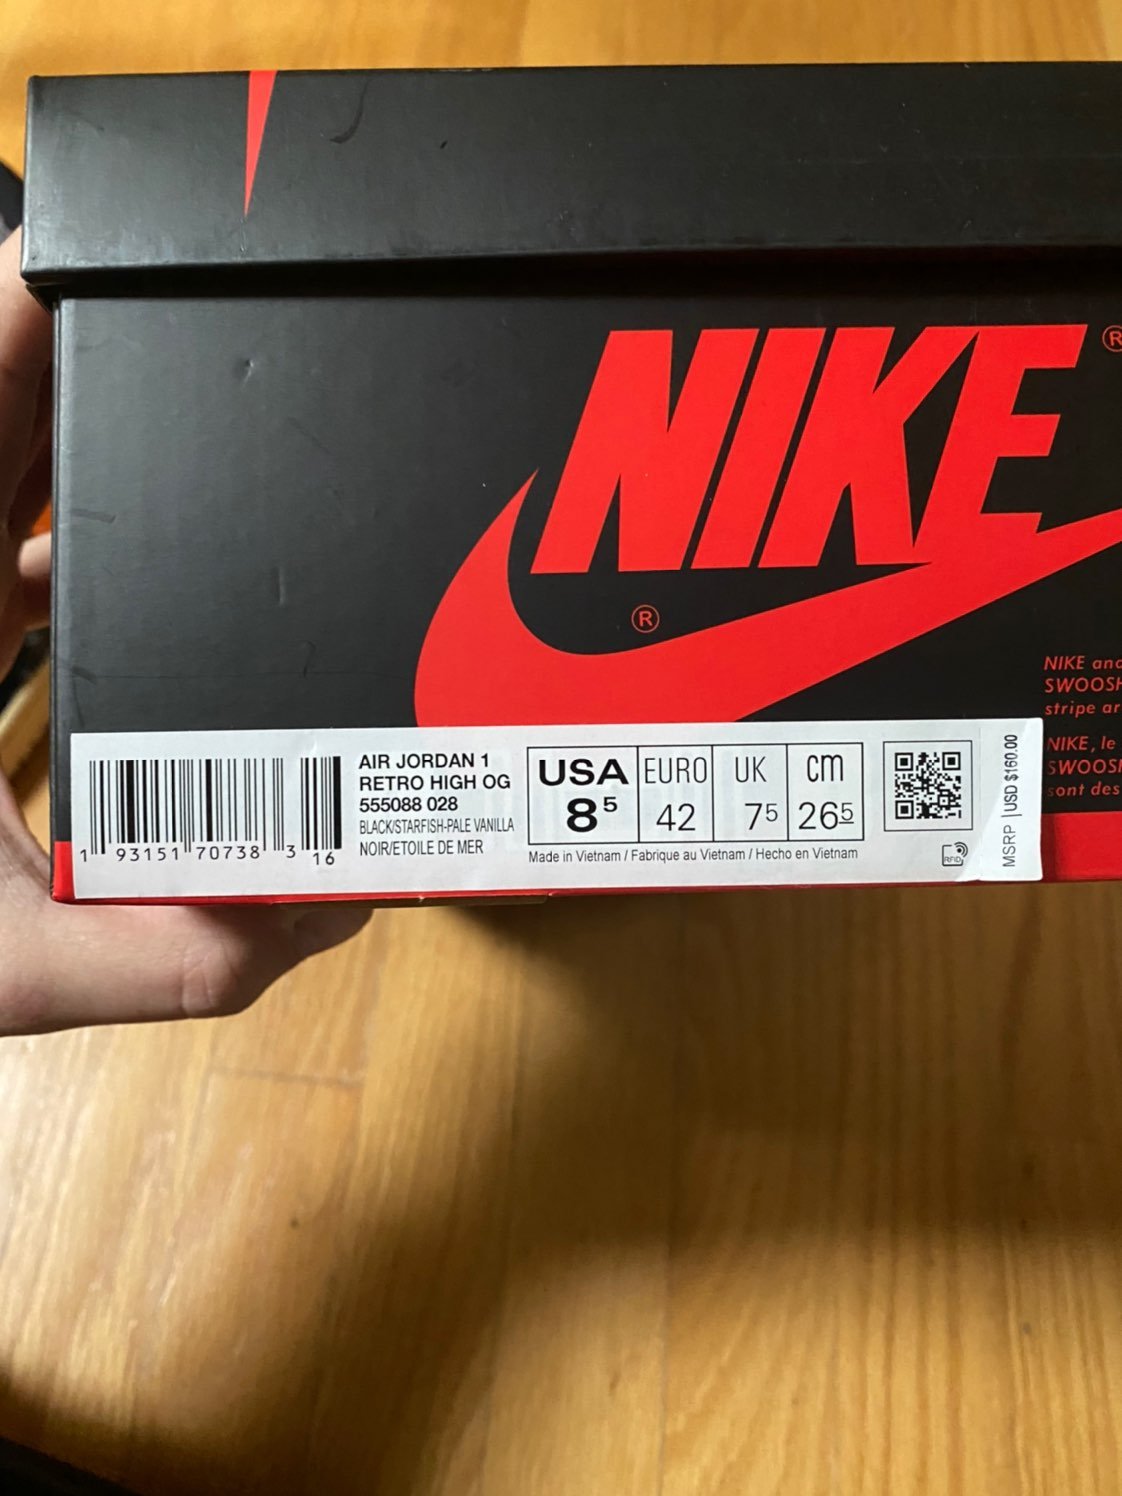 NIKE®
®
NIKE and
SWOOSH
stripe ar
NIKE, le
SWOOSH
sont des
1 93151 70738 3 16
AIR JORDAN 1
RETRO HIGH OG
555088 028
BLACK/STARFISH-PALE VANILLA
NOIR/ETOILE DE MER
USA EURO UK cm
8⁵ 42 7⁵ 26⁵
Made in Vietnam / Fabrique au Vietnam / Hecho en Vietnam
RFID
MSRP | USD $160.00